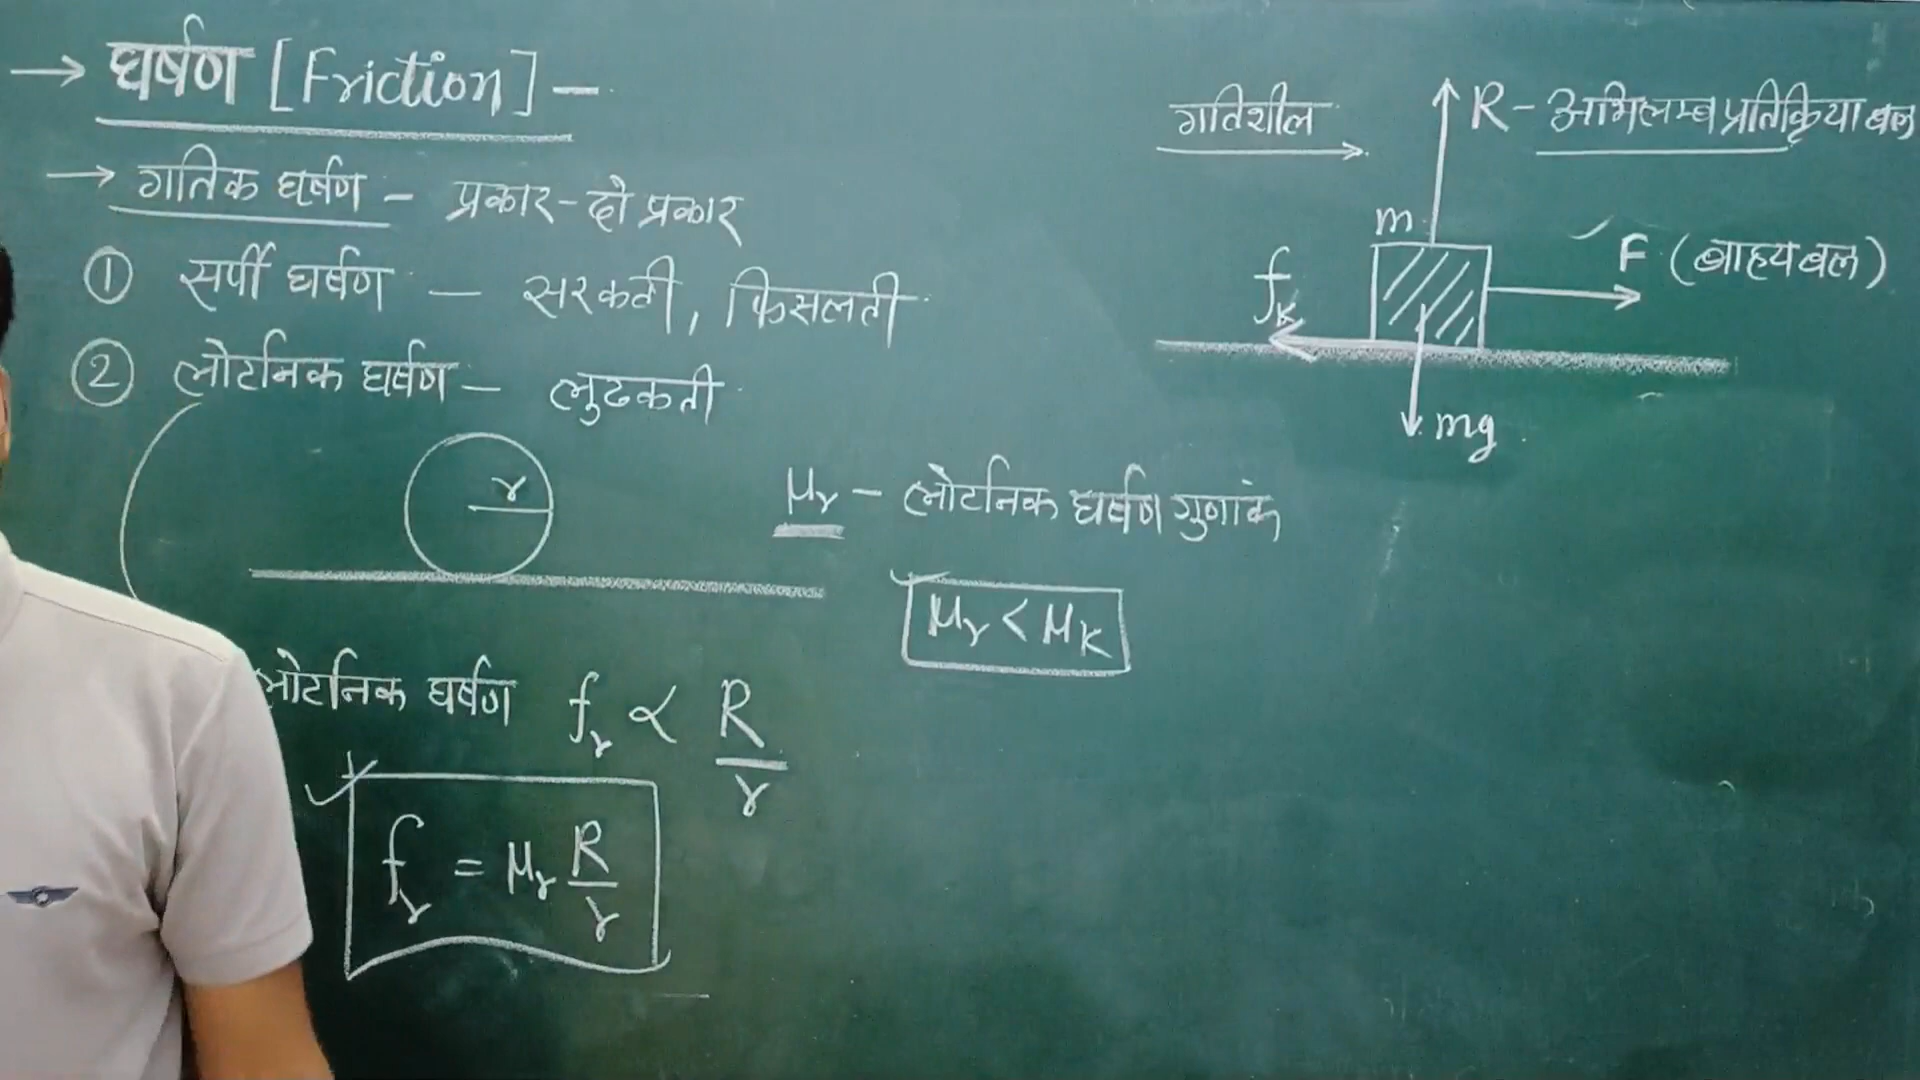 → घर्षण [Friction] –
→ गतिक घर्षण – प्रकार – दो प्रकार
① सर्पी घर्षण – सरकती, फिसलती
② लोटनिक घर्षण – लुढकती
r
μr – लोटनिक घर्षण गुणांक
μr < μK
लोटनिक घर्षण fr ∝ R/r
fr = μr R/r
गतिशील
R – अभिलम्ब प्रतिक्रिया बल
m
F (बाह्य बल)
fK
mg